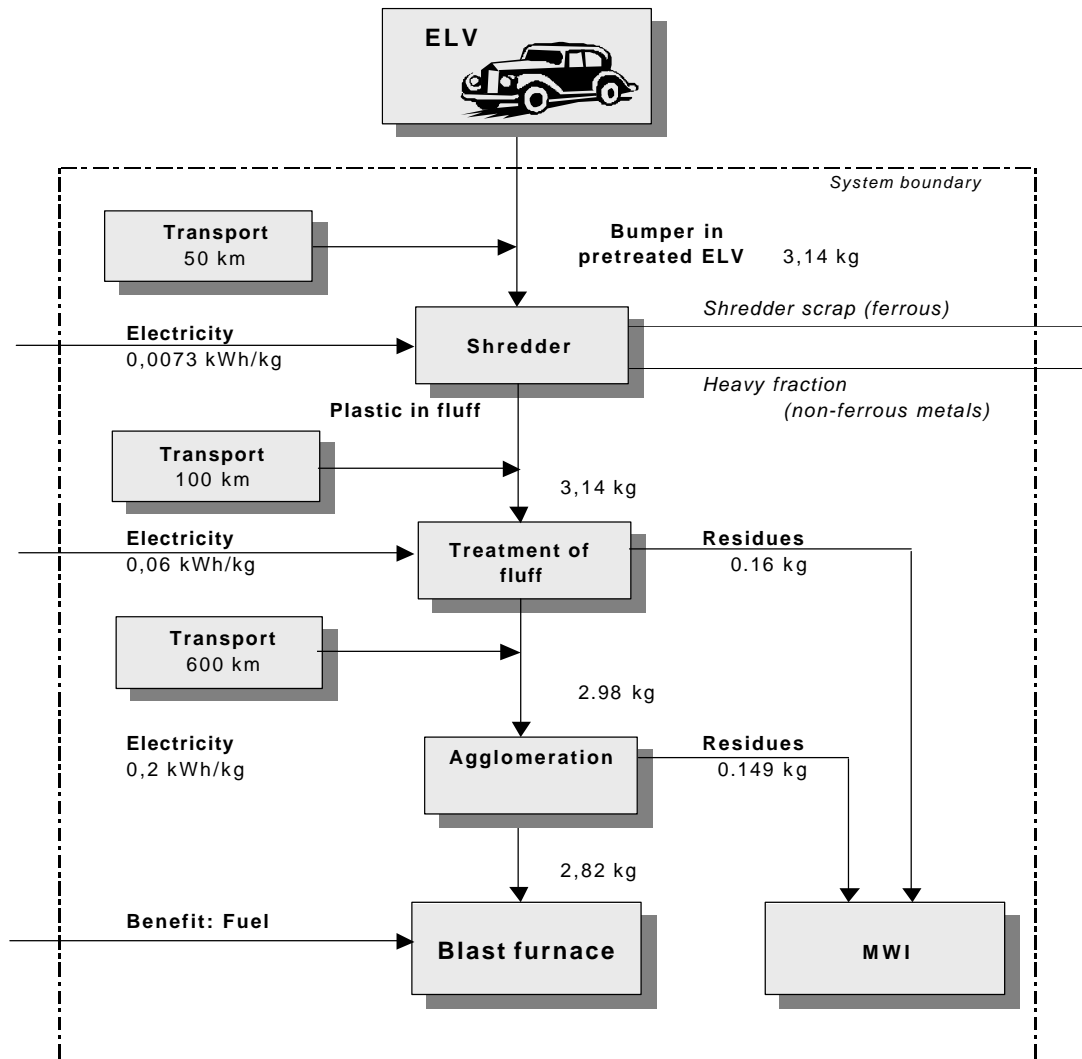 ELV
System boundary
Transport
50 km
Bumper in
pretreated ELV 3,14 kg
Shredder scrap (ferrous)
Electricity
0,0073 kWh/kg
Shredder
Heavy fraction
(non-ferrous metals)
Plastic in fluff
Transport
100 km
3,14 kg
Electricity
0,06 kWh/kg
Treatment of
fluff
Residues
0.16 kg
Transport
600 km
2.98 kg
Electricity
0,2 kWh/kg
Agglomeration
Residues
0.149 kg
2,82 kg
Benefit: Fuel
Blast furnace
MWI